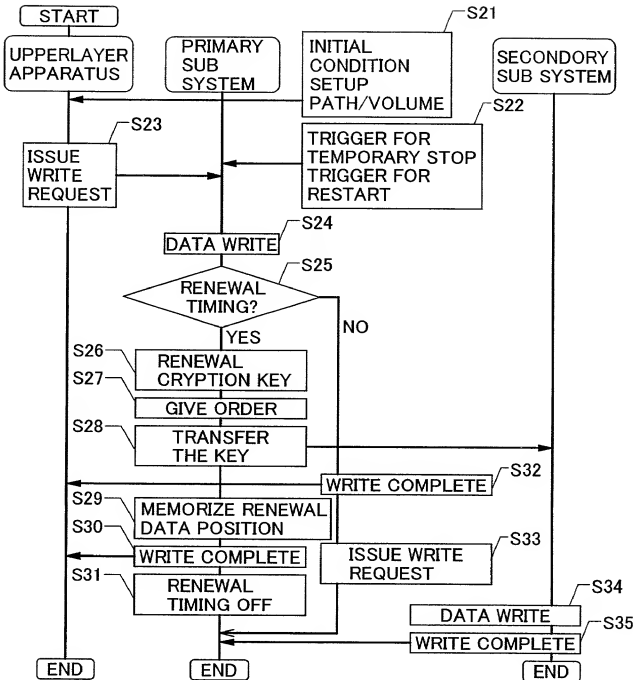 START
UPPERLAYER
APPARATUS
PRIMARY
SUB
SYSTEM
INITIAL
CONDITION
SETUP
PATH/VOLUME
S21
SECONDORY
SUB SYSTEM
S22
TRIGGER FOR
TEMPORARY STOP
TRIGGER FOR
RESTART
S23
ISSUE
WRITE
REQUEST
S24
DATA WRITE
S25
RENEWAL
TIMING?
YES
NO
S26
RENEWAL
CRYPTION KEY
S27
GIVE ORDER
S28
TRANSFER
THE KEY
S32
WRITE COMPLETE
S29
MEMORIZE RENEWAL
DATA POSITION
S30
WRITE COMPLETE
S33
ISSUE WRITE
REQUEST
S31
RENEWAL
TIMING OFF
S34
DATA WRITE
S35
WRITE COMPLETE
END
END
END